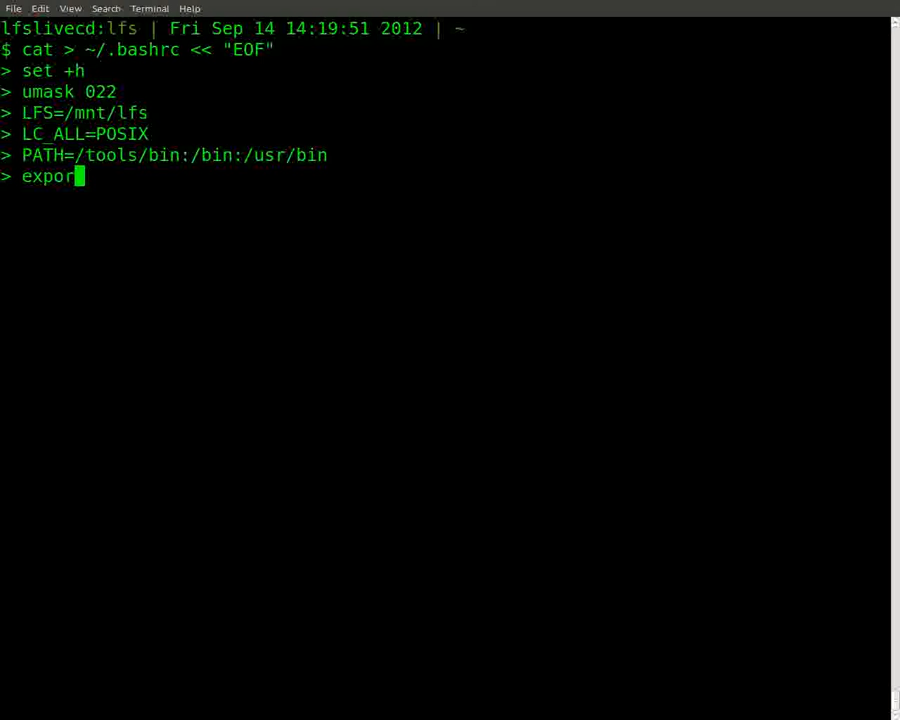 File Edit View Search Terminal Help
lfslivecd:lfs | Fri Sep 14 14:19:51 2012 | ~
$ cat > ~/.bashrc << "EOF"
> set +h
> umask 022
> LFS=/mnt/lfs
> LC_ALL=POSIX
> PATH=/tools/bin:/bin:/usr/bin
> expor